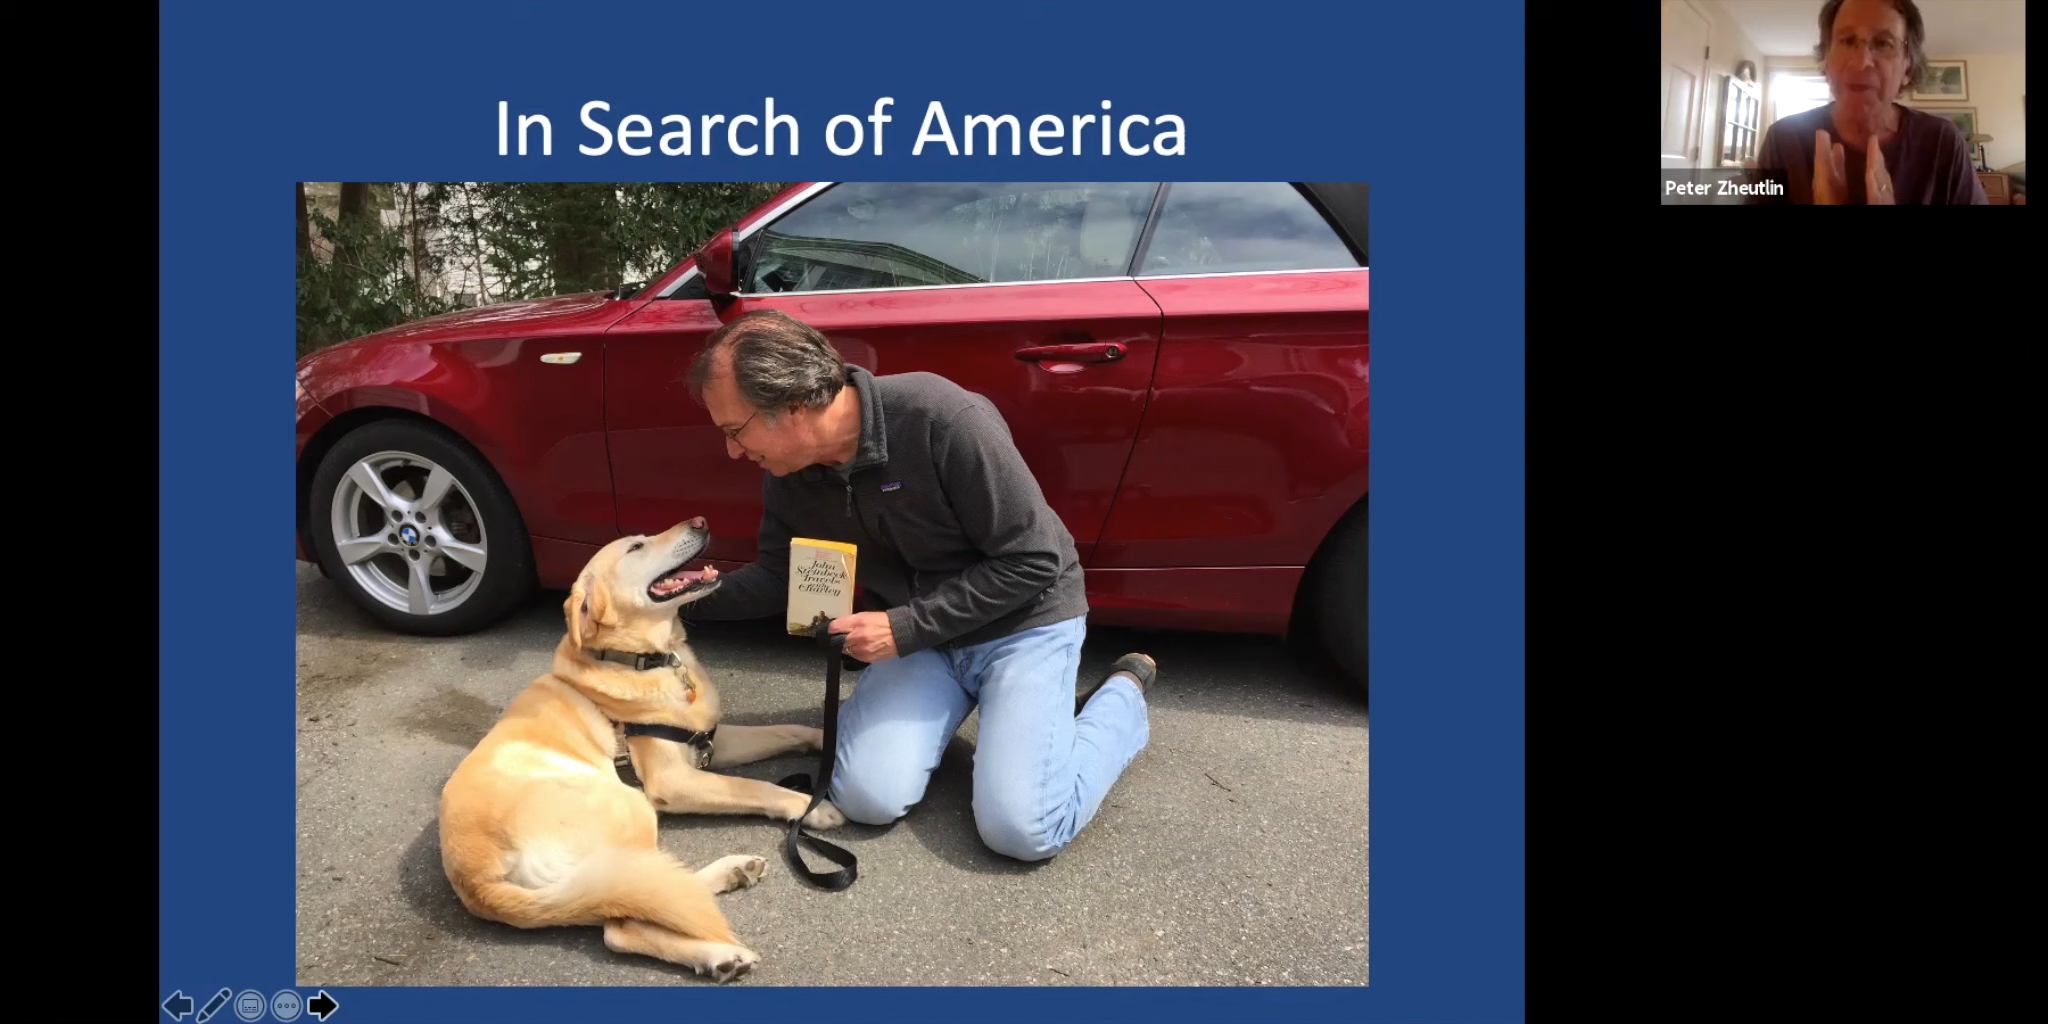 In Search of America
Peter Zheutlin
John
Steinbeck
Travels
with
Charley